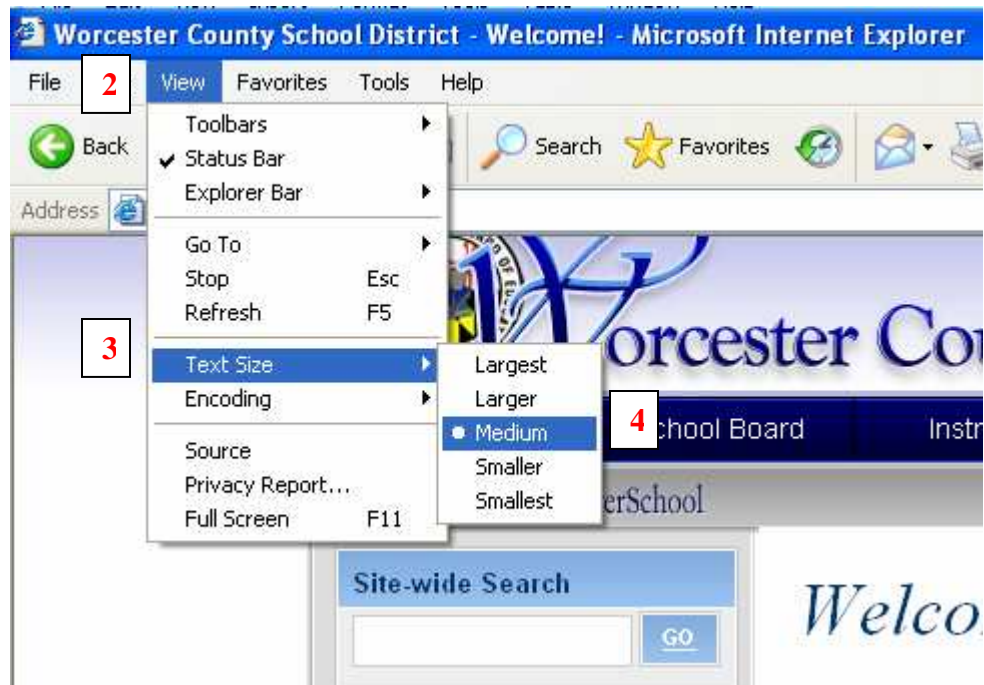 Worcester County School District - Welcome! - Microsoft Internet Explorer
File 2 View Favorites Tools Help
Back Search Favorites
Address
Toolbars
Status Bar
Explorer Bar
Go To
Stop Esc
Refresh F5
3 Text Size
Encoding
Source
Privacy Report...
Full Screen F11
Largest
Larger
Medium 4
Smaller
Smallest
orcester Cou
chool Board Instr
erSchool
Site-wide Search
GO
Welco